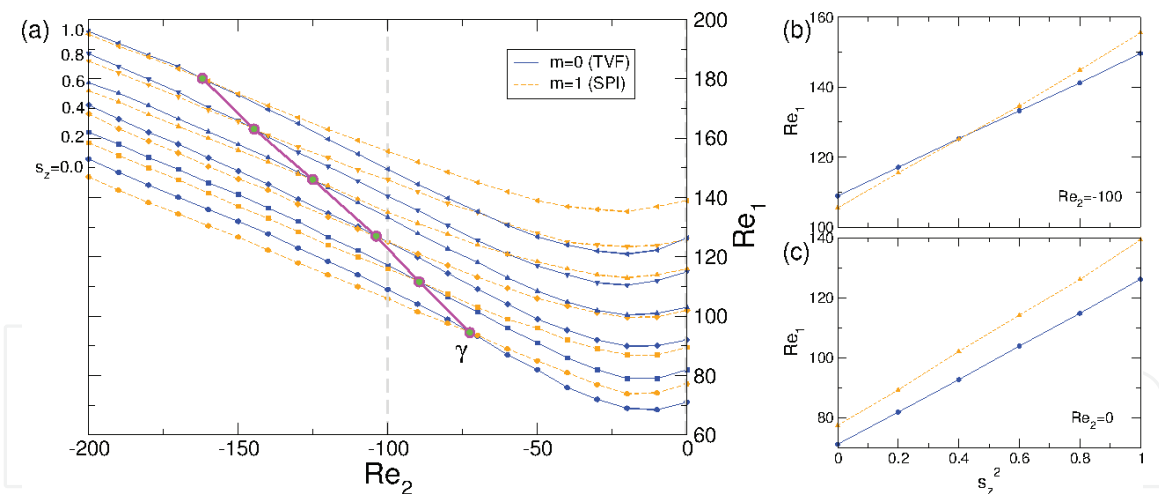 (a)
1.0
0.8
0.6
0.4
0.2
s_z=0.0
m=0 (TVF)
m=1 (SPI)
γ
200
180
160
140
120
100
80
60
Re_1
-200
-150
-100
-50
0
Re_2
(b)
160
140
120
100
Re_1
Re_2=-100
(c)
140
120
100
80
Re_1
Re_2=0
0
0.2
0.4
0.6
0.8
1
s_z^2